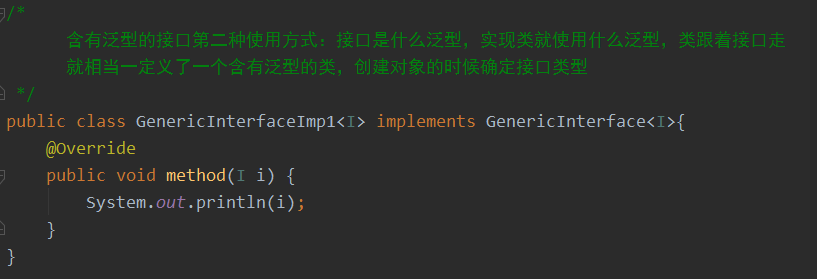 /*
含有泛型的接口第二种使用方式：接口是什么泛型，实现类就使用什么泛型，类跟着接口走
就相当一定义了一个含有泛型的类，创建对象的时候确定接口类型
*/
public class GenericInterfaceImp1<I> implements GenericInterface<I>{
@Override
public void method(I i) {
System.out.println(i);
}
}